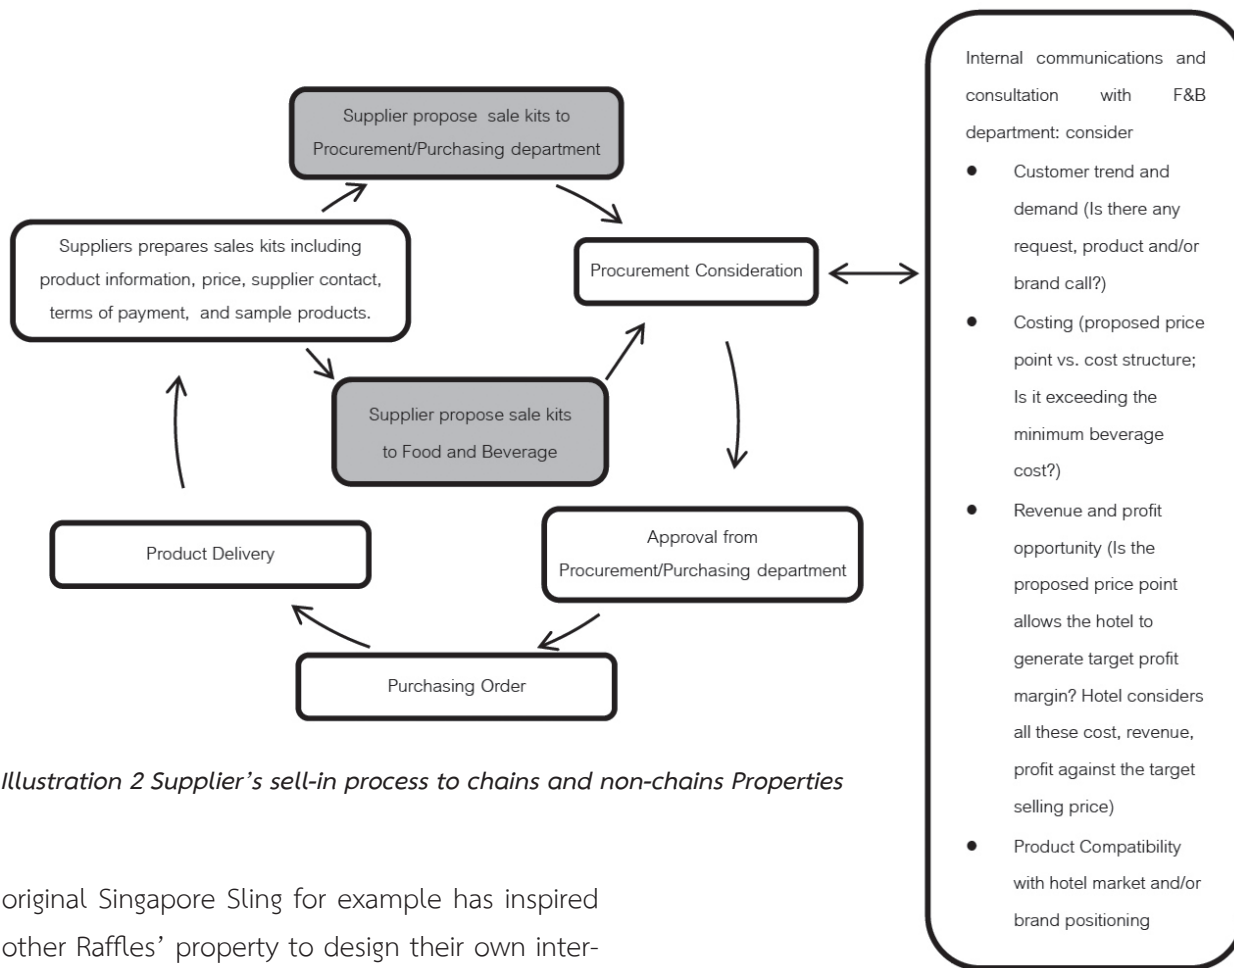 Supplier propose  sale kits to
Procurement/Purchasing department
Suppliers prepares sales kits including
product information, price, supplier contact,
terms of payment,  and sample products.
Procurement Consideration
Supplier propose sale kits
to Food and Beverage
Product Delivery
Approval from
Procurement/Purchasing department
Purchasing Order
Internal communications and
consultation with F&B
department: consider
● Customer trend and
demand (Is there any
request, product and/or
brand call?)
● Costing (proposed price
point vs. cost structure;
Is it exceeding the
minimum beverage
cost?)
● Revenue and profit
opportunity (Is the
proposed price point
allows the hotel to
generate target profit
margin? Hotel considers
all these cost, revenue,
profit against the target
selling price)
● Product Compatibility
with hotel market and/or
brand positioning
Illustration 2 Supplier's sell-in process to chains and non-chains Properties
original Singapore Sling for example has inspired
other Raffles' property to design their own inter-